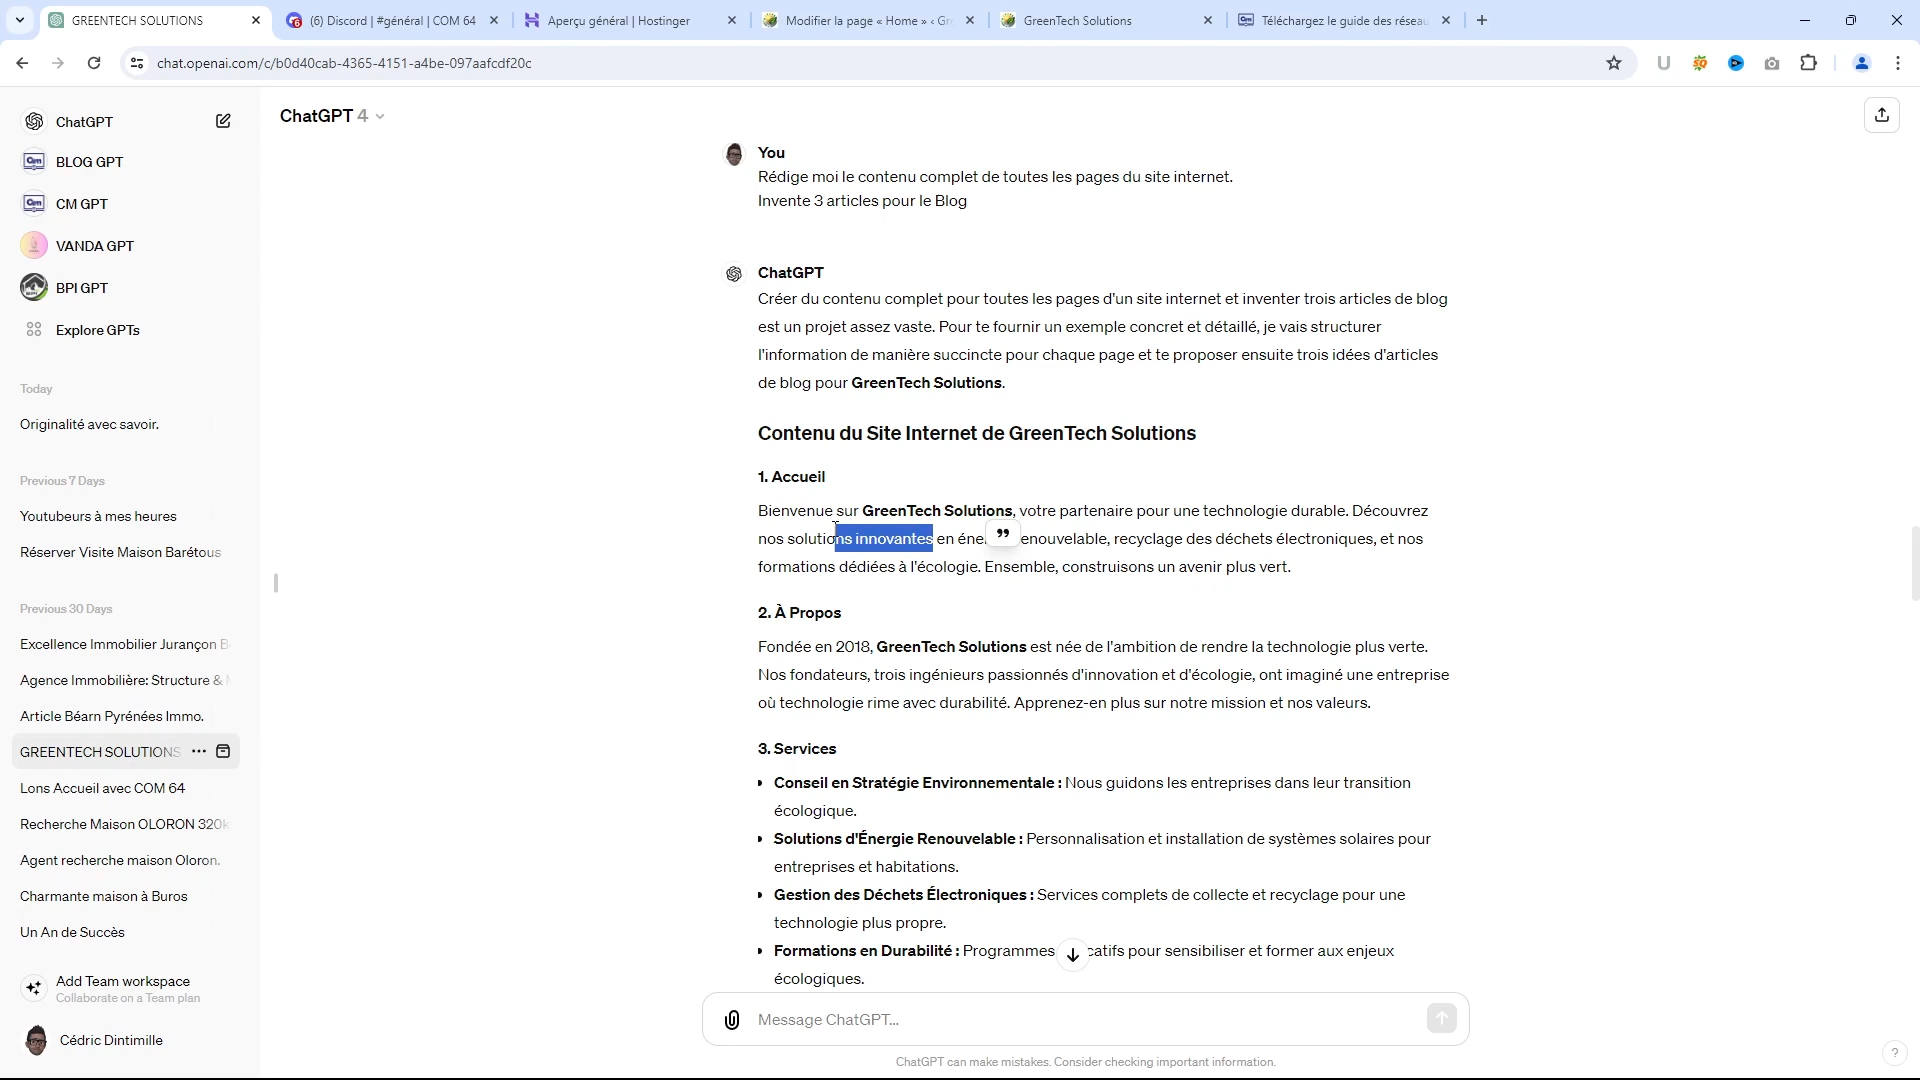 GREENTECH SOLUTIONS
(6) Discord | #général | COM 64
Aperçu général | Hostinger
Modifier la page « Home » ‹ Gr
GreenTech Solutions
Téléchargez le guide des résea
chat.openai.com/c/b0d40cab-4365-4151-a4be-097aafcdf20c
ChatGPT
BLOG GPT
CM GPT
VANDA GPT
BPI GPT
Explore GPTs
Today
Originalité avec savoir.
Previous 7 Days
Youtubeurs à mes heures
Réserver Visite Maison Barétous
Previous 30 Days
Excellence Immobilier Jurançon B
Agence Immobilière: Structure &
Article Béarn Pyrénées Immo.
GREENTECH SOLUTIONS
Lons Accueil avec COM 64
Recherche Maison OLORON 320k
Agent recherche maison Oloron.
Charmante maison à Buros
Un An de Succès
Add Team workspace
Collaborate on a Team plan
Cédric Dintimille
ChatGPT 4
You
Rédige moi le contenu complet de toutes les pages du site internet.
Invente 3 articles pour le Blog
ChatGPT
Créer du contenu complet pour toutes les pages d'un site internet et inventer trois articles de blog
est un projet assez vaste. Pour te fournir un exemple concret et détaillé, je vais structurer
l'information de manière succincte pour chaque page et te proposer ensuite trois idées d'articles
de blog pour GreenTech Solutions.
Contenu du Site Internet de GreenTech Solutions
1. Accueil
Bienvenue sur GreenTech Solutions, votre partenaire pour une technologie durable. Découvrez
nos solutions innovantes en éne enouvelable, recyclage des déchets électroniques, et nos
formations dédiées à l'écologie. Ensemble, construisons un avenir plus vert.
2. À Propos
Fondée en 2018, GreenTech Solutions est née de l'ambition de rendre la technologie plus verte.
Nos fondateurs, trois ingénieurs passionnés d'innovation et d'écologie, ont imaginé une entreprise
où technologie rime avec durabilité. Apprenez-en plus sur notre mission et nos valeurs.
3. Services
• Conseil en Stratégie Environnementale : Nous guidons les entreprises dans leur transition
écologique.
• Solutions d'Énergie Renouvelable : Personnalisation et installation de systèmes solaires pour
entreprises et habitations.
• Gestion des Déchets Électroniques : Services complets de collecte et recyclage pour une
technologie plus propre.
• Formations en Durabilité : Programmes catifs pour sensibiliser et former aux enjeux
écologiques.
Message ChatGPT...
ChatGPT can make mistakes. Consider checking important information.
?